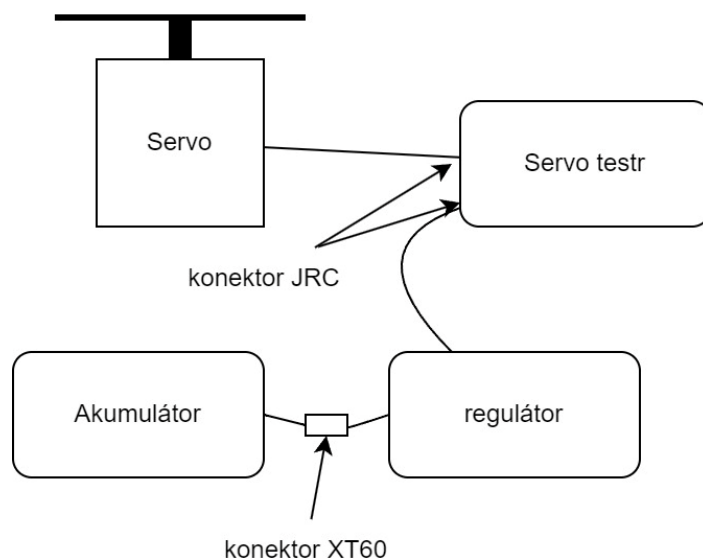 Servo
Servo testr
konektor JRC
Akumulátor
regulátor
konektor XT60